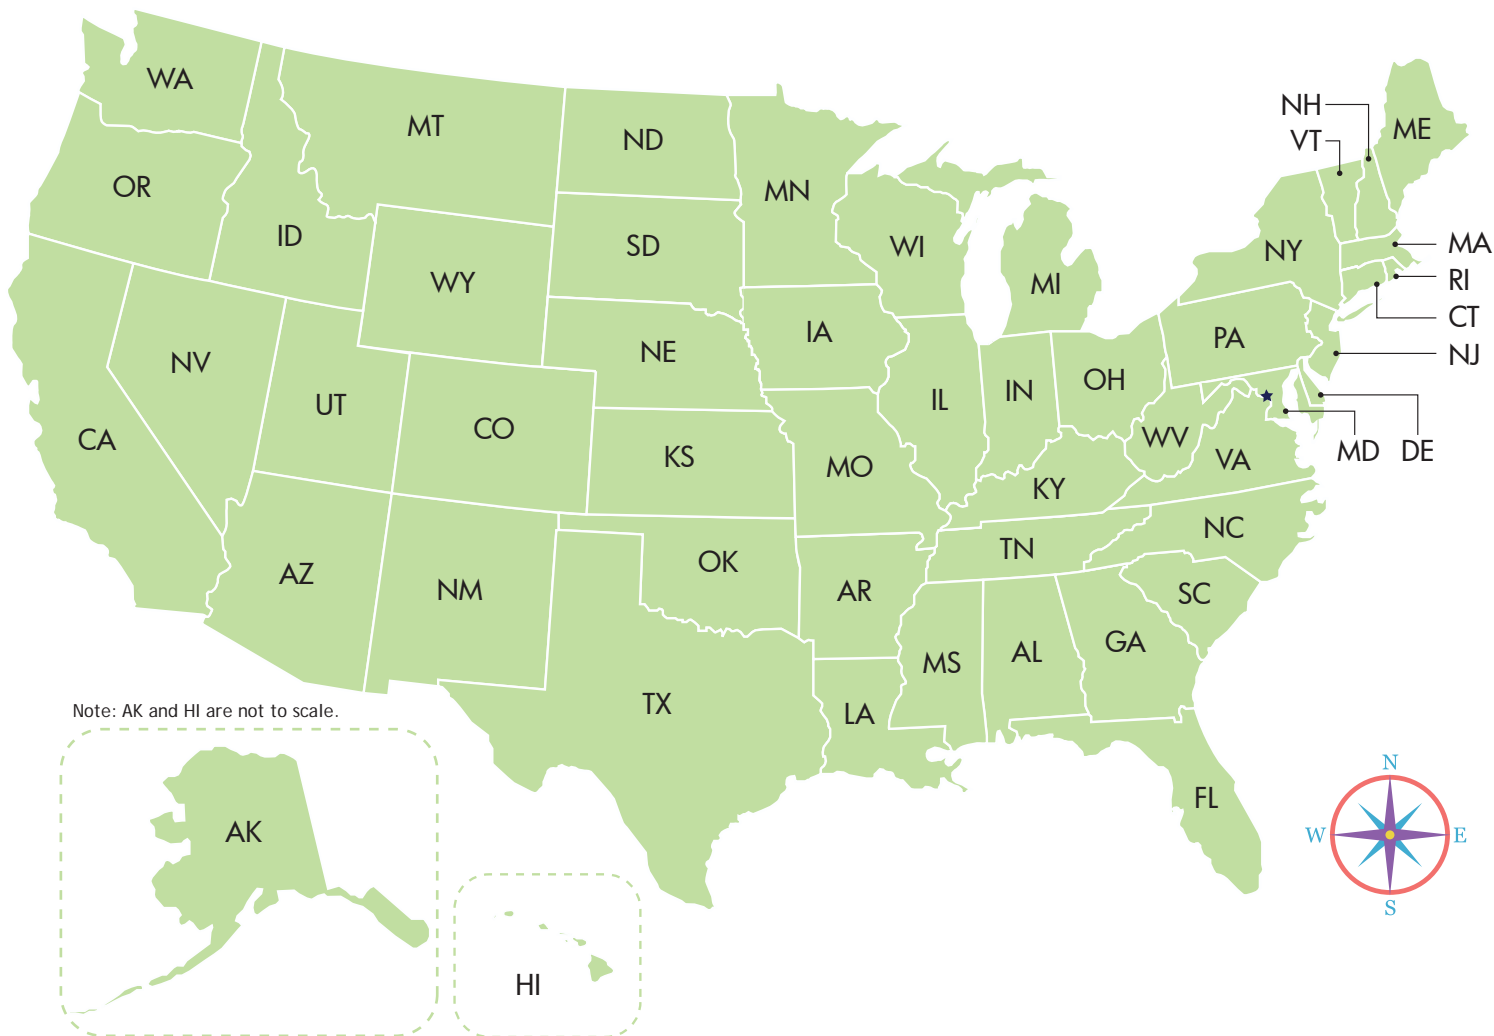 WA
MT
ND
MN
NH
VT
ME
OR
ID
WY
SD
WI
MI
NY
MA
RI
CT
NJ
NV
UT
CO
NE
IA
IL
IN
OH
PA
CA
KS
MO
KY
WV
VA
MD
DE
AZ
NM
OK
AR
TN
NC
SC
TX
LA
MS
AL
GA
FL
Note: AK and HI are not to scale.
AK
HI
N
W
E
S